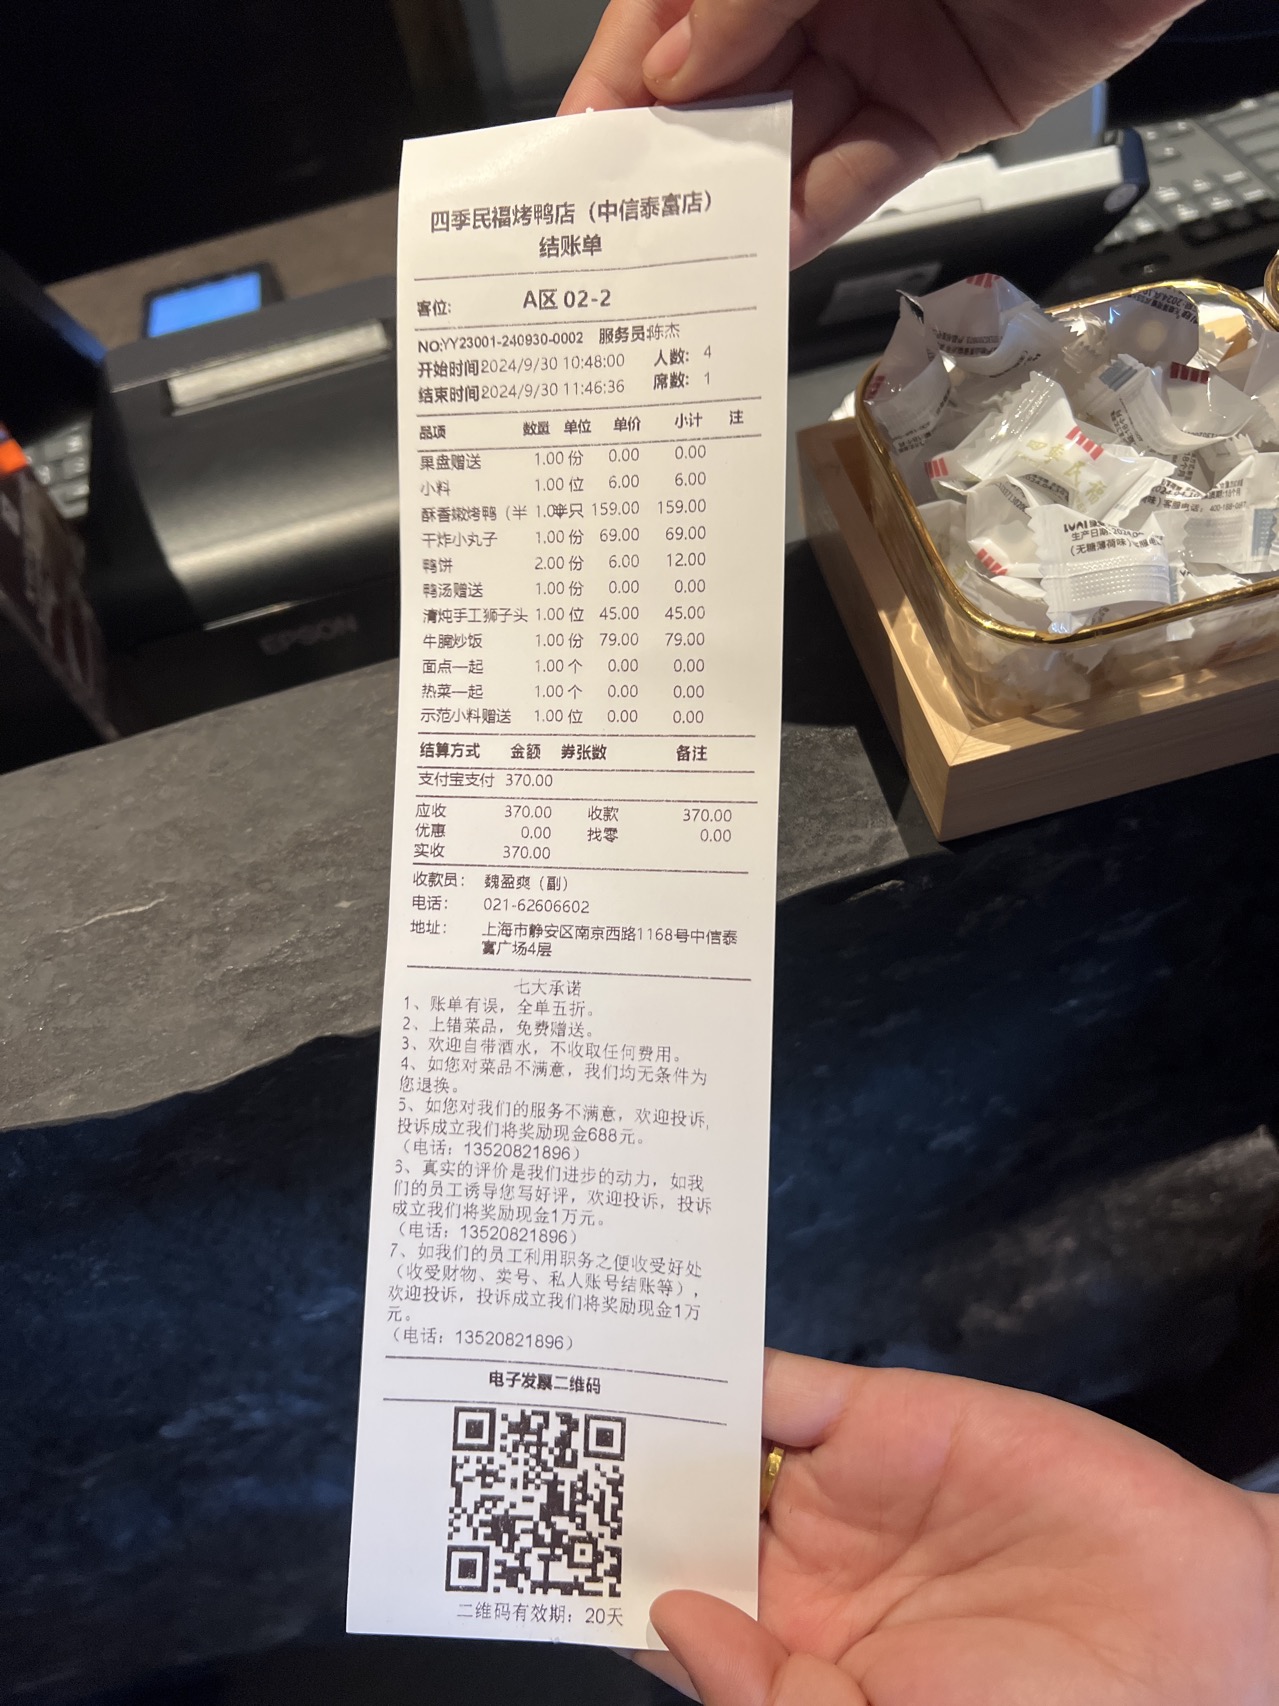 四季民福烤鸭店（中信泰富店）
结账单
客位: A区 02-2
NO:YY23001-240930-0002 服务员:陈杰
开始时间2024/9/30 10:48:00 人数: 4
结束时间2024/9/30 11:46:36 席数: 1
品项 数量 单位 单价 小计 注
果盘赠送 1.00 份 0.00 0.00
小料 1.00 位 6.00 6.00
酥香嫩烤鸭（半 1.0半只 159.00 159.00
干炸小丸子 1.00 份 69.00 69.00
鸭饼 2.00 份 6.00 12.00
鸭汤赠送 1.00 份 0.00 0.00
清炖手工狮子头 1.00 位 45.00 45.00
牛腩炒饭 1.00 份 79.00 79.00
面点一起 1.00 个 0.00 0.00
热菜一起 1.00 个 0.00 0.00
示范小料赠送 1.00 位 0.00 0.00
结算方式 金额 券张数 备注
支付宝支付 370.00
应收 370.00 收款 370.00
优惠 0.00 找零 0.00
实收 370.00
收款员: 魏盈爽（副）
电话: 021-62606602
地址: 上海市静安区南京西路1168号中信泰
富广场4层
七大承诺
1、账单有误，全单五折。
2、上错菜品，免费赠送。
3、欢迎自带酒水，不收取任何费用。
4、如您对菜品不满意，我们均无条件为
您退换。
5、如您对我们的服务不满意，欢迎投诉,
投诉成立我们将奖励现金688元。
（电话：13520821896）
6、真实的评价是我们进步的动力，如我
们的员工诱导您写好评，欢迎投诉，投诉
成立我们将奖励现金1万元。
（电话：13520821896）
7、如我们的员工利用职务之便收受好处
（收受财物、卖号、私人账号结账等），
欢迎投诉，投诉成立我们将奖励现金1万
元。
（电话：13520821896）
电子发票二维码
二维码有效期：20天
EPSON
四季民福
生产日期:2024
（无糖薄荷味）